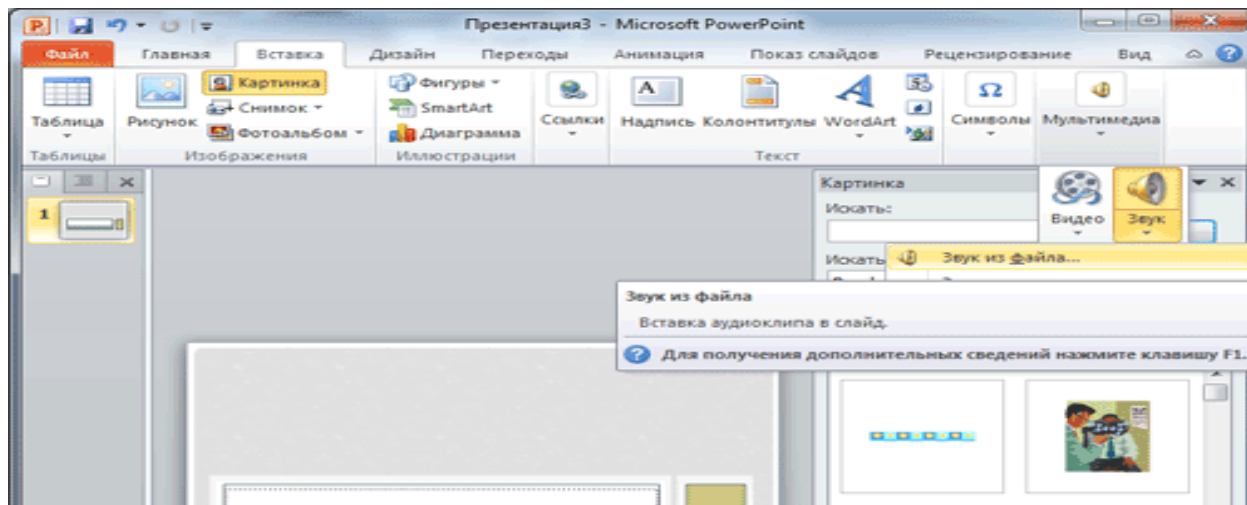 Презентация3 - Microsoft PowerPoint
Файл Главная Вставка Дизайн Переходы Анимация Показ слайдов Рецензирование Вид
Таблица
Рисунок
Картинка
Снимок
Фотоальбом
Фигуры
SmartArt
Диаграмма
Ссылки
Надпись
Колонтитулы
WordArt
Символы
Мультимедиа
Таблицы Изображения Иллюстрации Текст
1
Картинка
Искать:
Видео
Звук
Искать
Звук из файла...
Звук из файла
Вставка аудиоклипа в слайд.
Для получения дополнительных сведений нажмите клавишу F1.